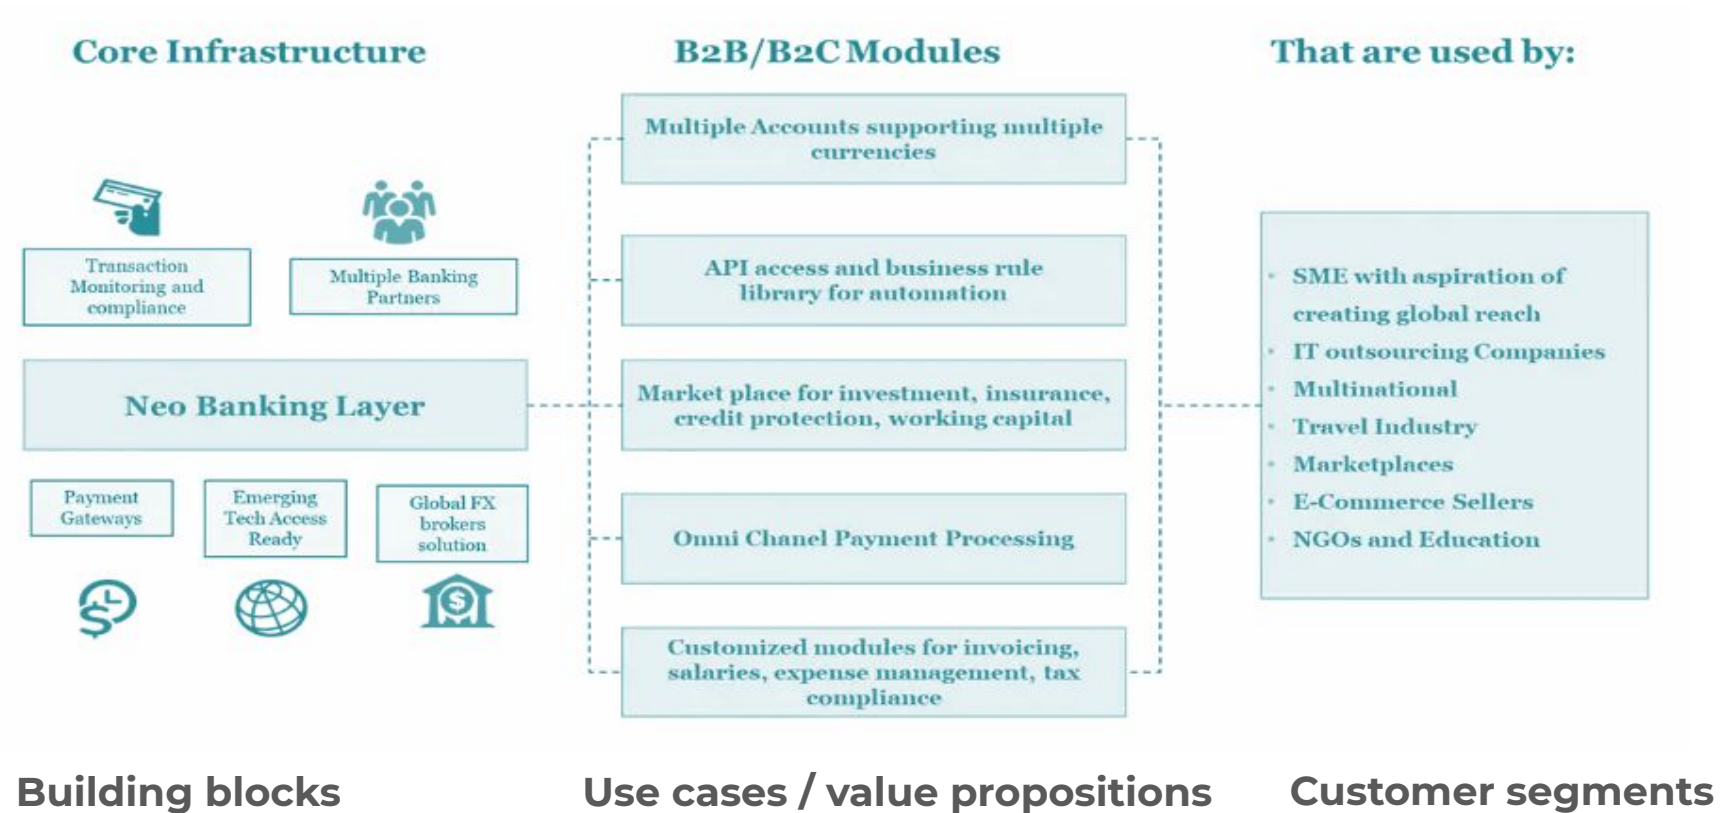 Core Infrastructure
B2B/B2C Modules
That are used by:
Transaction
Monitoring and
compliance
Multiple Banking
Partners
Neo Banking Layer
Payment
Gateways
Emerging
Tech Access
Ready
Global FX
brokers
solution
Multiple Accounts supporting multiple
currencies
API access and business rule
library for automation
Market place for investment, insurance,
credit protection, working capital
Omni Chanel Payment Processing
Customized modules for invoicing,
salaries, expense management, tax
compliance
• SME with aspiration of
creating global reach
• IT outsourcing Companies
• Multinational
• Travel Industry
• Marketplaces
• E-Commerce Sellers
• NGOs and Education
Building blocks
Use cases / value propositions
Customer segments